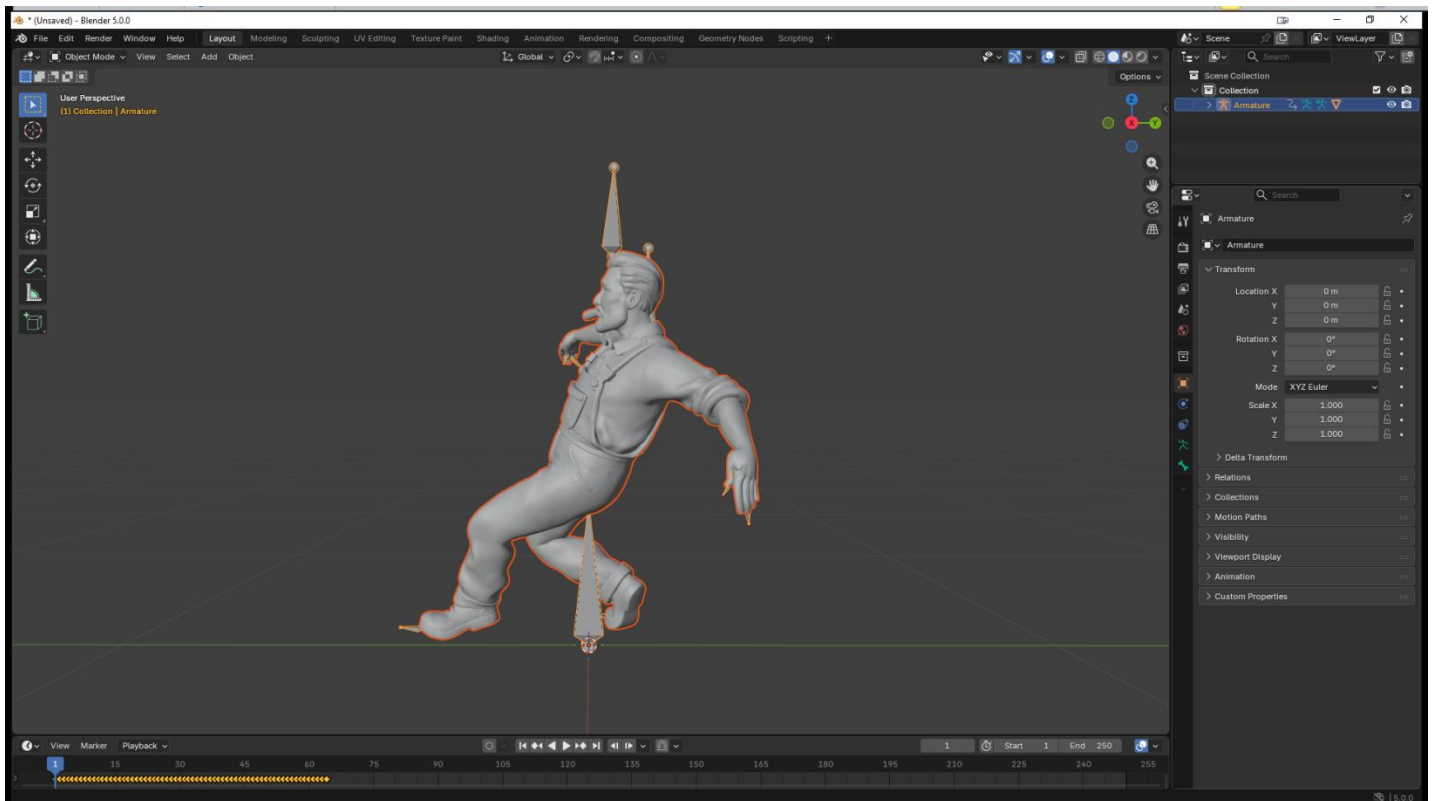 * (Unsaved) - Blender 5.0.0
File Edit Render Window Help Layout Modeling Sculpting UV Editing Texture Paint Shading Animation Rendering Compositing Geometry Nodes Scripting + Scene ViewLayer
Object Mode View Select Add Object Global Search
Options
Scene Collection
User Perspective
Collection
(1) Collection | Armature
Armature
Z
X
Y
Search
Armature
Armature
Transform
Location X 0 m
Y 0 m
Z 0 m
Rotation X 0°
Y 0°
Z 0°
Mode XYZ Euler
Scale X 1.000
Y 1.000
Z 1.000
Delta Transform
Relations
Collections
Motion Paths
Visibility
Viewport Display
Animation
Custom Properties
View Marker Playback 1 Start 1 End 250
1 15 30 45 60 75 90 105 120 135 150 165 180 195 210 225 240 255
5.0.0